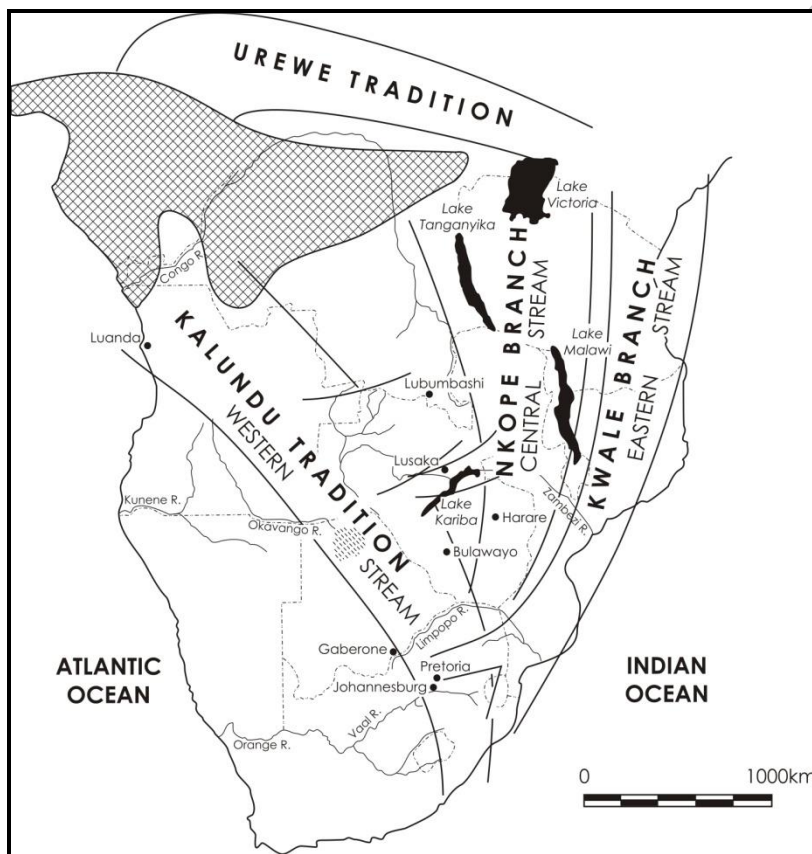 UREWE TRADITION
Lake
Victoria
Lake
Tanganyika
Congo R.
NKOPE BRANCH
CENTRAL STREAM
KWALE BRANCH
EASTERN STREAM
Luanda
KALUNDU TRADITION
WESTERN STREAM
Lake
Malawi
Lubumbashi
Lusaka
Lake
Kariba
Zambezi R.
Kunene R.
Okavango R.
Harare
Bulawayo
Limpopo R.
Gaberone
Pretoria
Johannesburg
ATLANTIC
OCEAN
INDIAN
OCEAN
Vaal R.
Orange R.
0 1000km